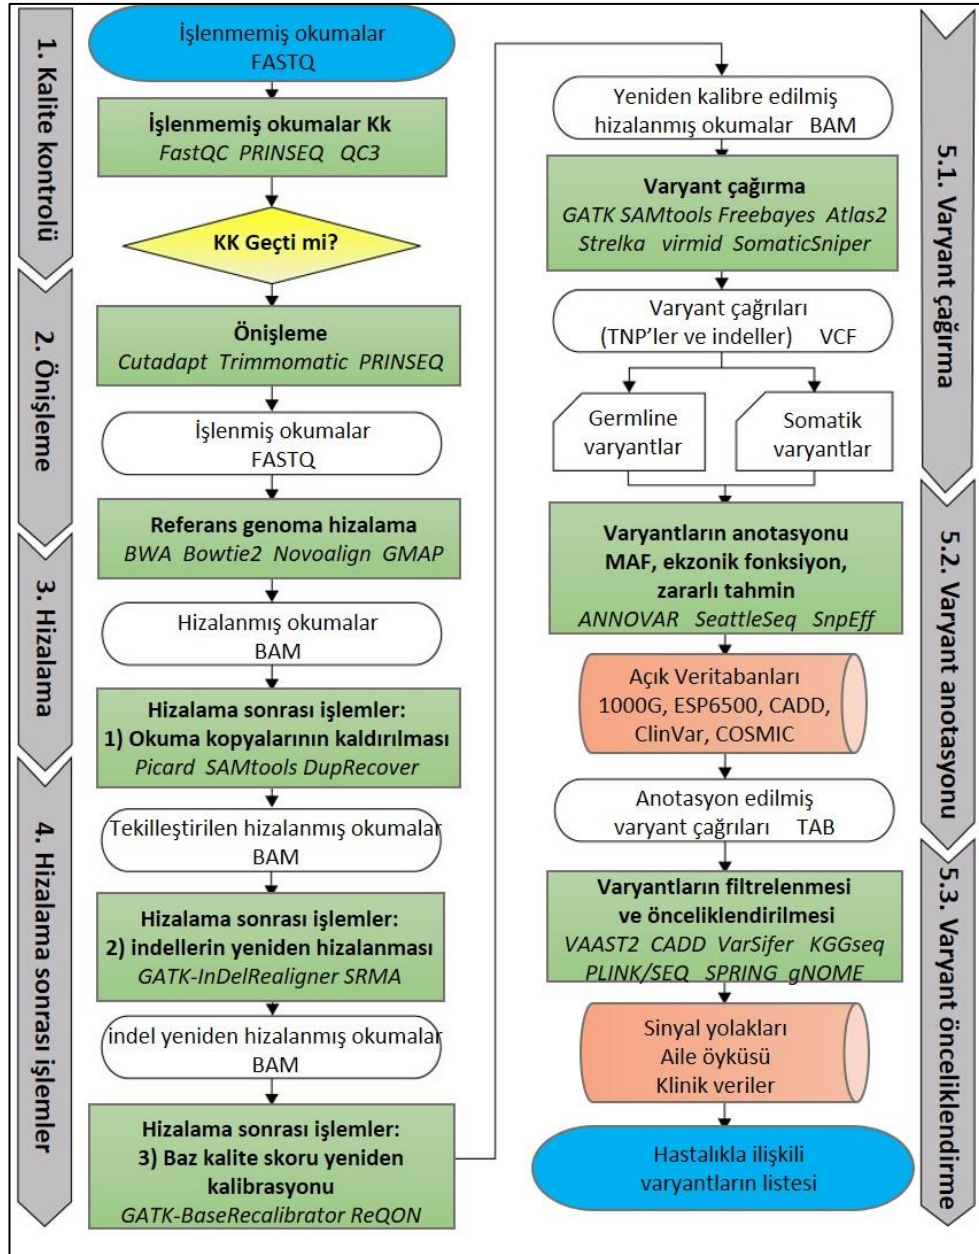 1. Kalite kontrolü
2. Önişleme
3. Hizalama
4. Hizalama sonrası işlemler
İşlenmemiş okumalar
FASTQ
İşlenmemiş okumalar Kk
FastQC PRINSEQ QC3
KK Geçti mi?
Önişleme
Cutadapt Trimmomatic PRINSEQ
İşlenmiş okumalar
FASTQ
Referans genoma hizalama
BWA Bowtie2 Novoalign GMAP
Hizalanmış okumalar
BAM
Hizalama sonrası işlemler:
1) Okuma kopyalarının kaldırılması
Picard SAMtools DupRecover
Tekilleştirilen hizalanmış okumalar
BAM
Hizalama sonrası işlemler:
2) indellerin yeniden hizalanması
GATK-InDelRealigner SRMA
indel yeniden hizalanmış okumalar
BAM
Hizalama sonrası işlemler:
3) Baz kalite skoru yeniden
kalibrasyonu
GATK-BaseRecalibrator ReQON
Yeniden kalibre edilmiş
hizalanmış okumalar BAM
Varyant çağırma
GATK SAMtools Freebayes Atlas2
Strelka virmid SomaticSniper
Varyant çağrıları
(TNP'ler ve indeller) VCF
Germline
varyantlar
Somatik
varyantlar
Varyantların anotasyonu
MAF, ekzonik fonksiyon,
zararlı tahmin
ANNOVAR SeattleSeq SnpEff
Açık Veritabanları
1000G, ESP6500, CADD,
ClinVar, COSMIC
Anotasyon edilmiş
varyant çağrıları TAB
Varyantların filtrelenmesi
ve önceliklendirilmesi
VAAST2 CADD VarSifer KGGseq
PLINK/SEQ SPRING gNOME
Sinyal yolakları
Aile öyküsü
Klinik veriler
Hastalıkla ilişkili
varyantların listesi
5.1. Varyant çağırma
5.2. Varyant anotasyonu
5.3. Varyant önceliklendirme